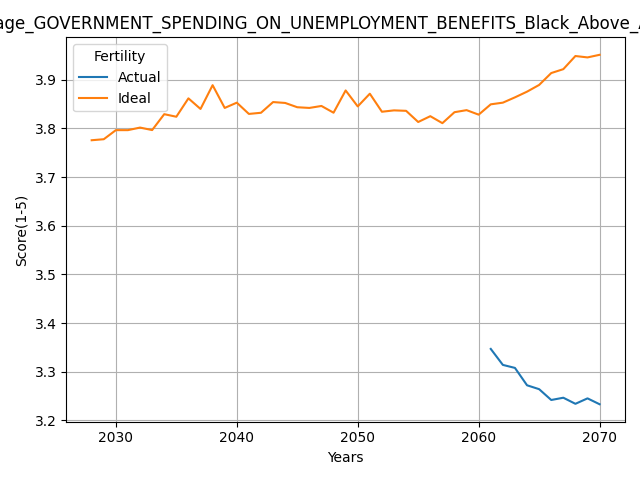 age_GOVERNMENT_SPENDING_ON_UNEMPLOYMENT_BENEFITS_Black_Above_
Fertility
Actual
Ideal
3.9
3.8
3.7
3.6
3.5
3.4
3.3
3.2
Score(1-5)
2030 2040 2050 2060 2070
Years